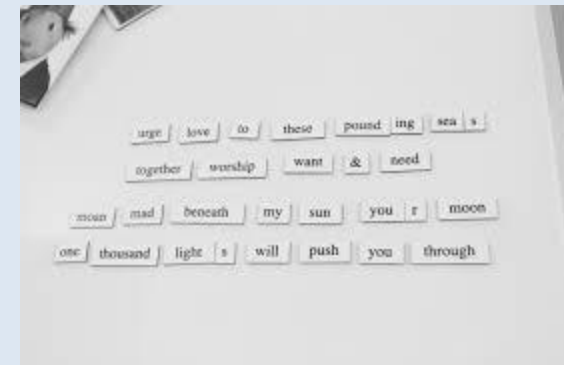 urge love to these pound ing sea s
together worship want & need
moan mad beneath my sun you r moon
one thousand light s will push you through